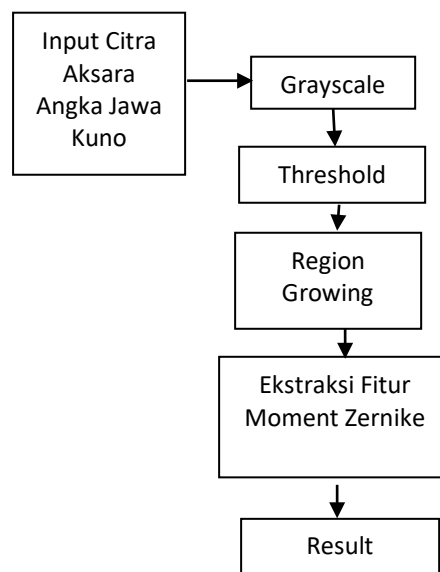 Input Citra
Aksara
Angka Jawa
Kuno
Grayscale
Threshold
Region
Growing
Ekstraksi Fitur
Moment Zernike
Result